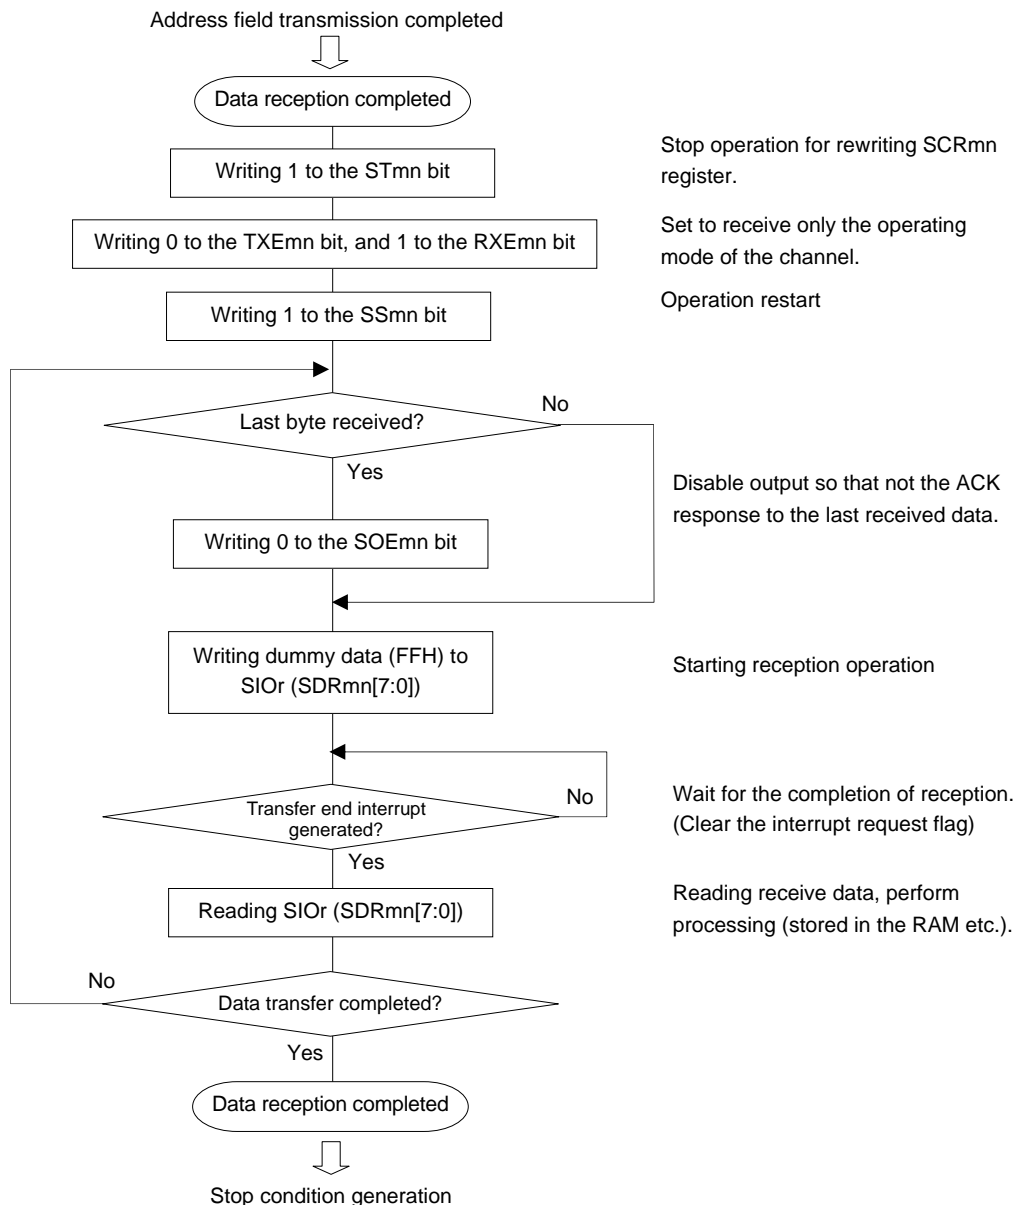 Address field transmission completed
Data reception completed
Writing 1 to the STmn bit
Stop operation for rewriting SCRmn
register.
Writing 0 to the TXEmn bit, and 1 to the RXEmn bit
Set to receive only the operating
mode of the channel.
Writing 1 to the SSmn bit
Operation restart
Last byte received?
No
Yes
Disable output so that not the ACK
response to the last received data.
Writing 0 to the SOEmn bit
Writing dummy data (FFH) to
SIOr (SDRmn[7:0])
Starting reception operation
Transfer end interrupt
generated?
No
Wait for the completion of reception.
(Clear the interrupt request flag)
Yes
Reading SIOr (SDRmn[7:0])
Reading receive data, perform
processing (stored in the RAM etc.).
No
Data transfer completed?
Yes
Data reception completed
Stop condition generation